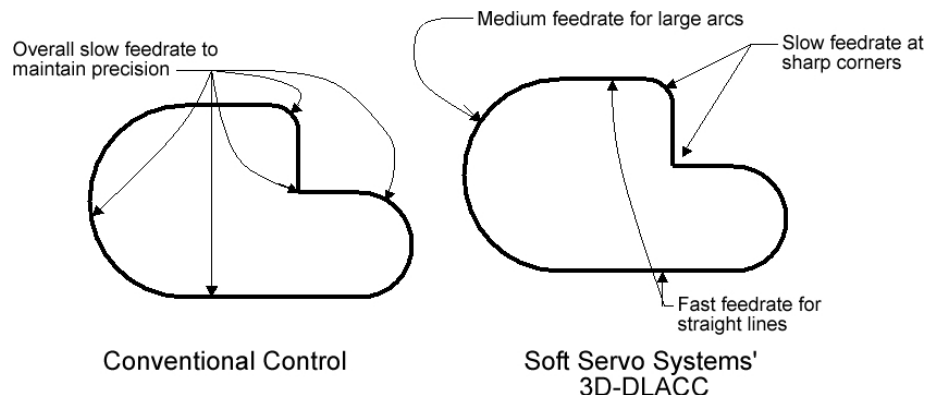 Overall slow feedrate to
maintain precision
Conventional Control
Medium feedrate for large arcs
Slow feedrate at
sharp corners
Fast feedrate for
straight lines
Soft Servo Systems'
3D-DLACC